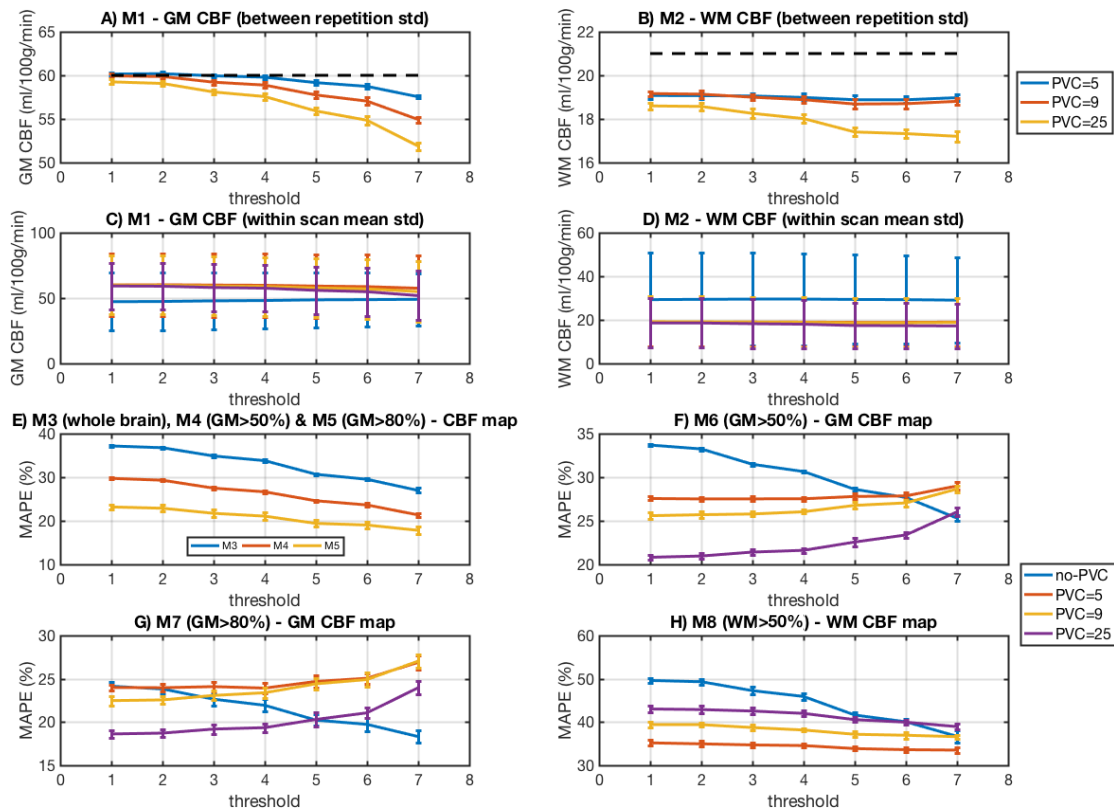 A) M1 - GM CBF (between repetition std)
GM CBF (ml/100g/min)
65
60
55
50
0 1 2 3 4 5 6 7 8
threshold
B) M2 - WM CBF (between repetition std)
WM CBF (ml/100g/min)
22
20
18
16
0 1 2 3 4 5 6 7 8
threshold
PVC=5
PVC=9
PVC=25
C) M1 - GM CBF (within scan mean std)
GM CBF (ml/100g/min)
100
50
0
0 1 2 3 4 5 6 7 8
threshold
D) M2 - WM CBF (within scan mean std)
WM CBF (ml/100g/min)
60
40
20
0
0 1 2 3 4 5 6 7 8
threshold
E) M3 (whole brain), M4 (GM>50%) & M5 (GM>80%) - CBF map
MAPE (%)
40
30
20
10
M3 M4 M5
0 1 2 3 4 5 6 7 8
threshold
F) M6 (GM>50%) - GM CBF map
MAPE (%)
35
30
25
20
0 1 2 3 4 5 6 7 8
threshold
no-PVC
PVC=5
PVC=9
PVC=25
G) M7 (GM>80%) - GM CBF map
MAPE (%)
30
25
20
15
0 1 2 3 4 5 6 7 8
threshold
H) M8 (WM>50%) - WM CBF map
MAPE (%)
60
50
40
30
0 1 2 3 4 5 6 7 8
threshold